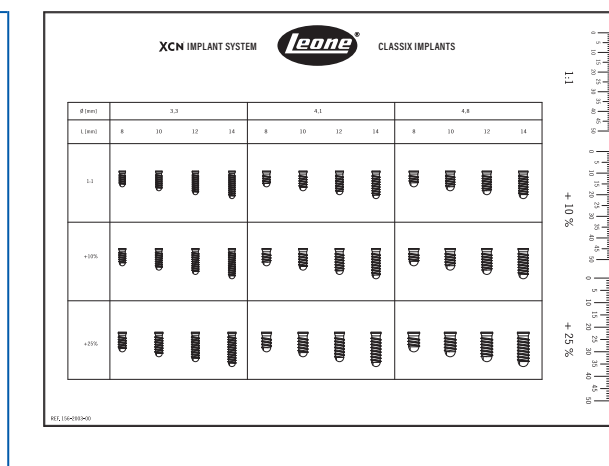 XCN IMPLANT SYSTEM Leone® CLASSIX IMPLANTS
Ø (mm) 3,3 4,1 4,8
L (mm) 8 10 12 14 8 10 12 14 8 10 12 14
1:1
+10%
+25%
1:1
0 5 10 15 20 25 30 35 40 45 50
+ 10 %
0 5 10 15 20 25 30 35 40 45 50
+ 25 %
0 5 10 15 20 25 30 35 40 45 50
REF. 156-2003-00